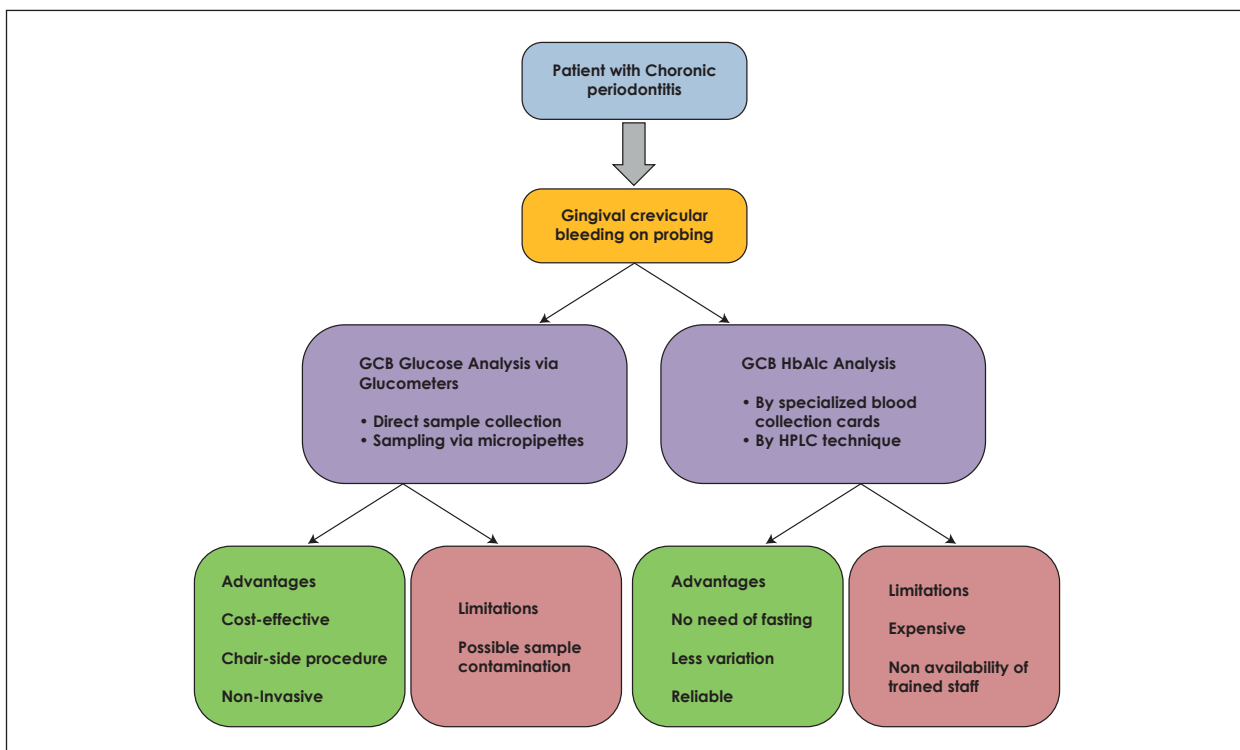 Patient with Choronic
periodontitis
Gingival crevicular
bleeding on probing
GCB Glucose Analysis via
Glucometers
• Direct sample collection
• Sampling via micropipettes
GCB HbAlc Analysis
• By specialized blood
collection cards
• By HPLC technique
Advantages
Cost-effective
Chair-side procedure
Non-Invasive
Limitations
Possible sample
contamination
Advantages
No need of fasting
Less variation
Reliable
Limitations
Expensive
Non availability of
trained staff